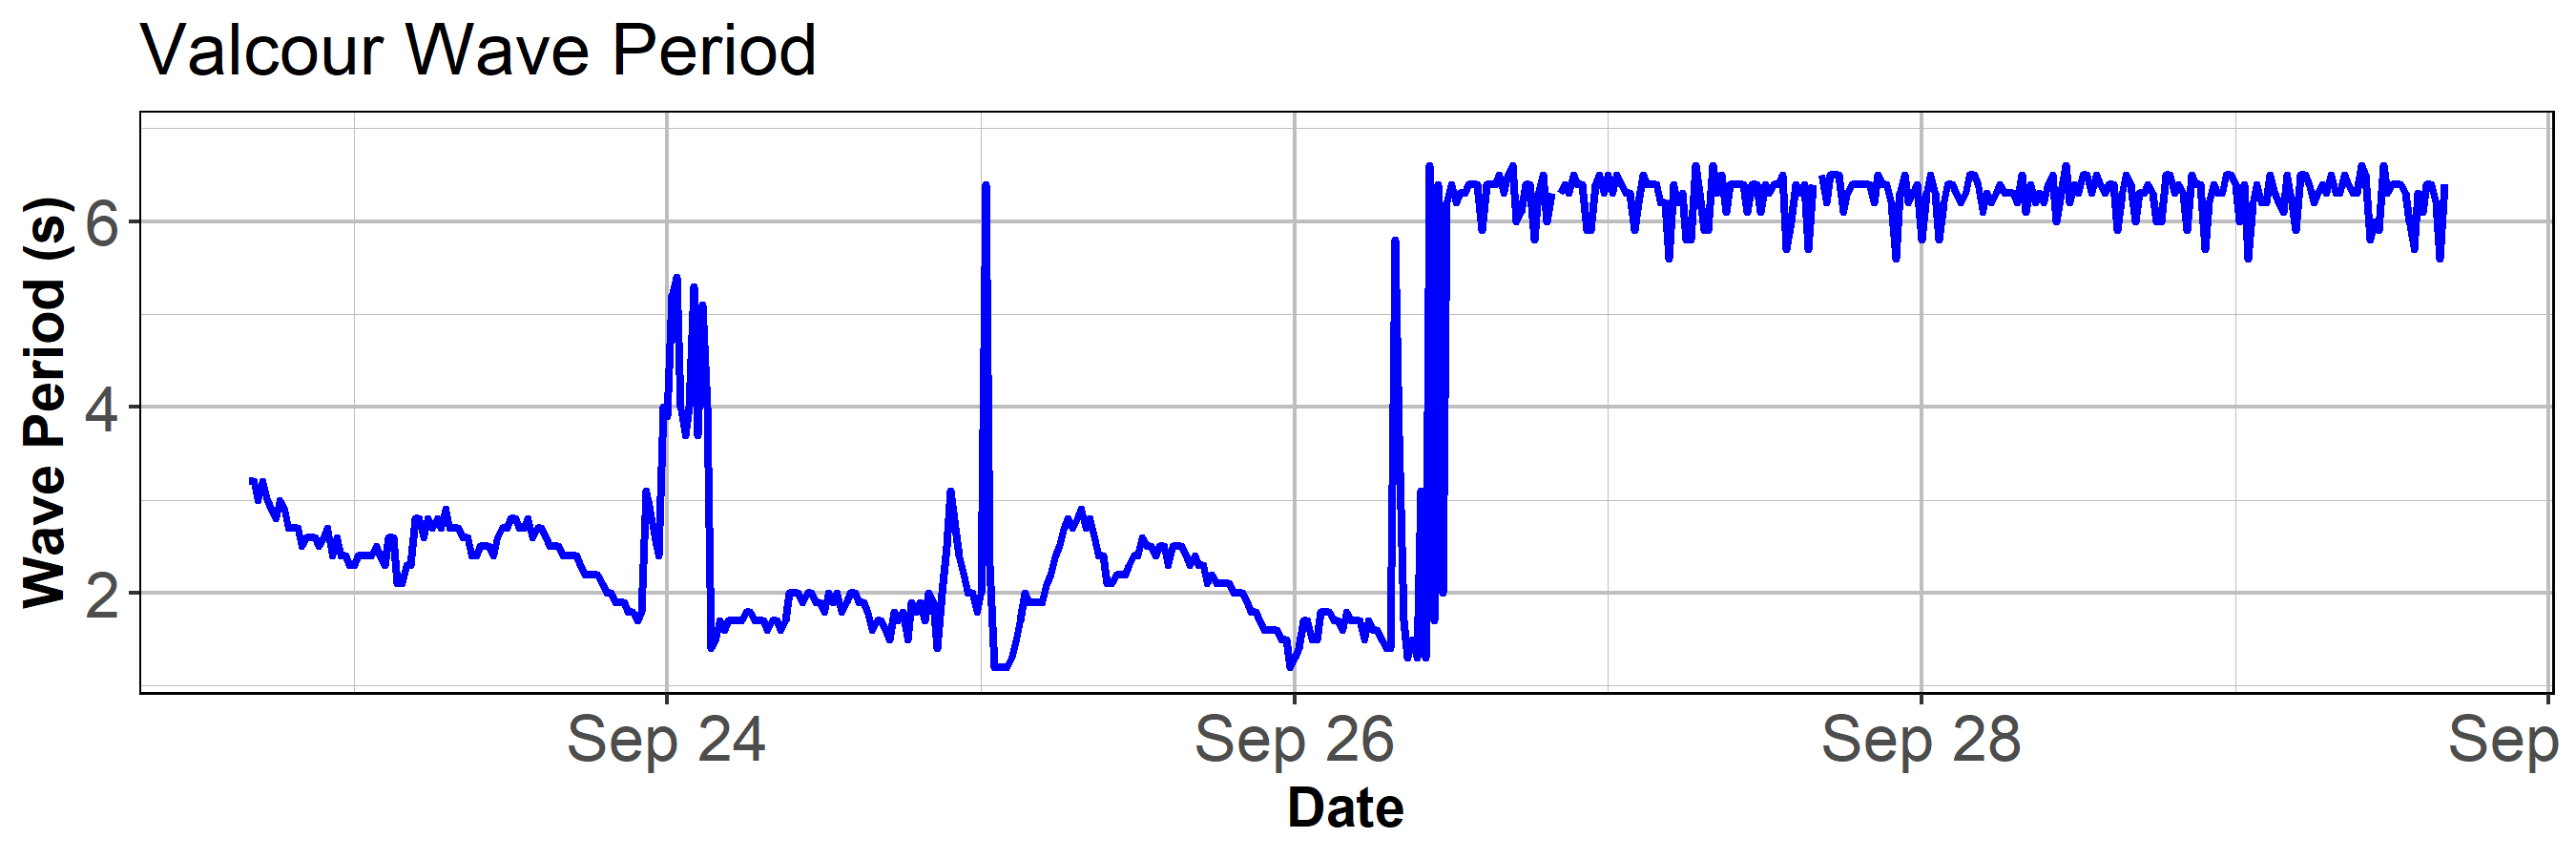 Valcour Wave Period
Wave Period (s)
6
4
2
Sep 24
Sep 26
Sep 28
Sep
Date